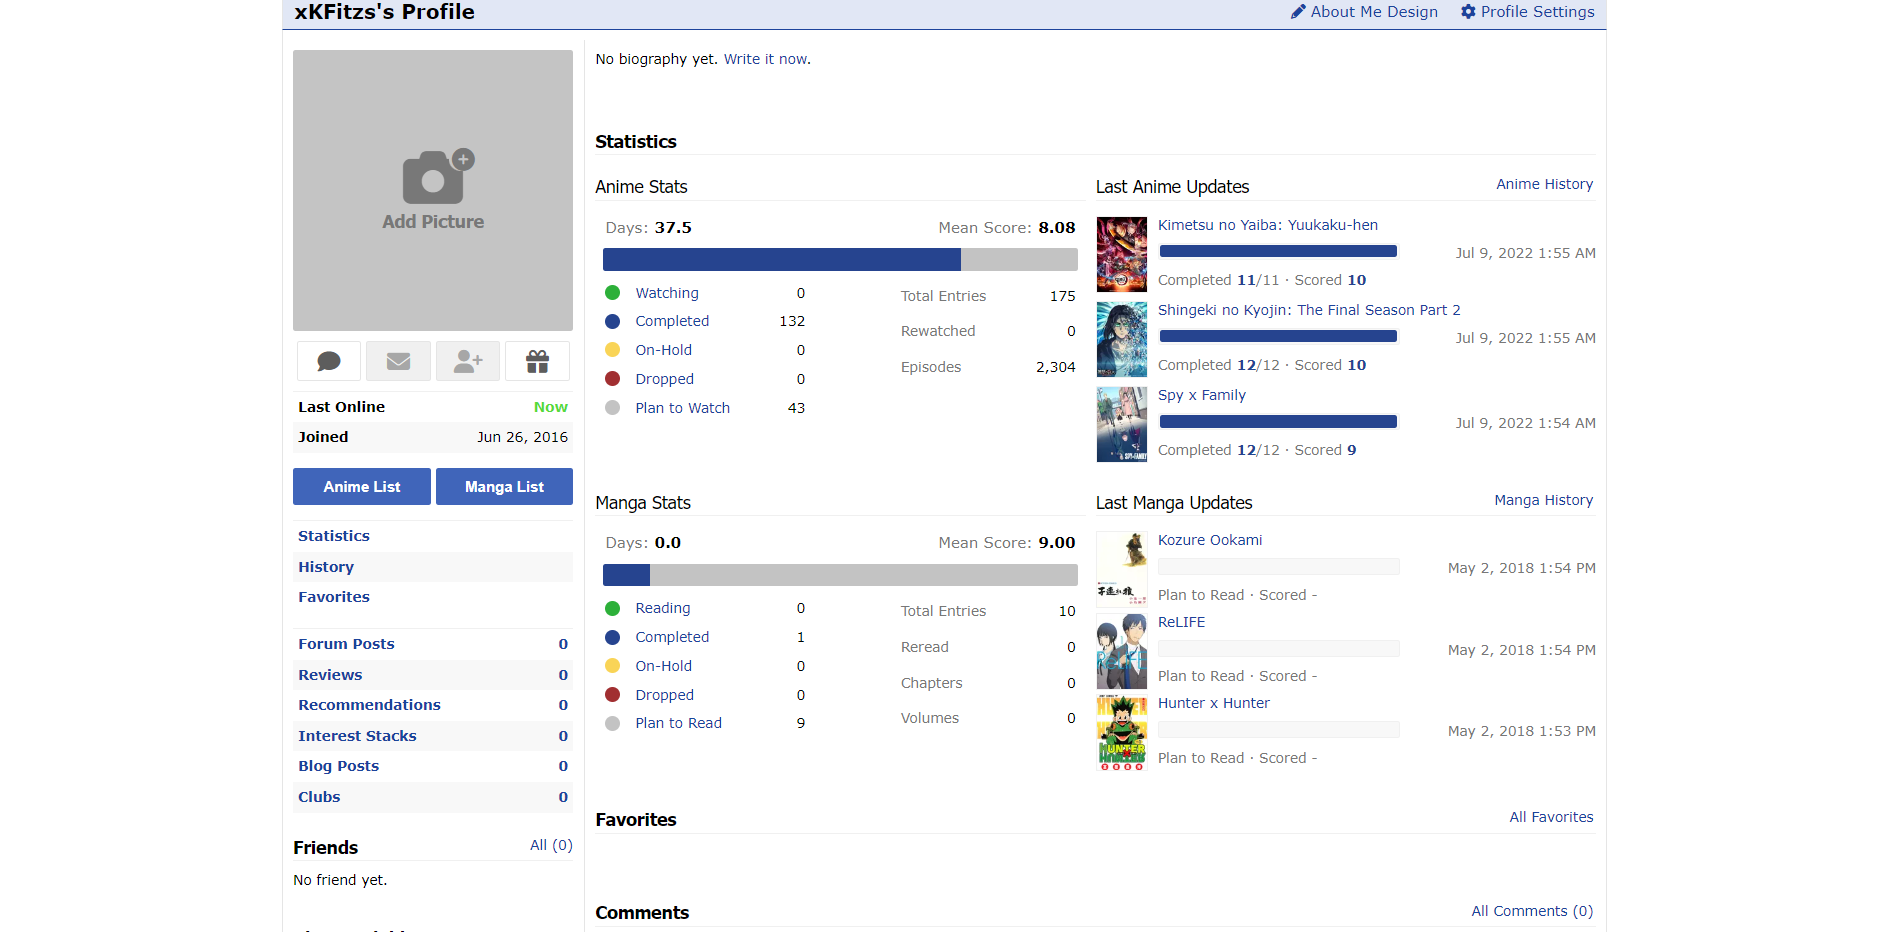 xKFitzs's Profile
About Me Design Profile Settings
Add Picture
Last Online Now
Joined Jun 26, 2016
Anime List Manga List
Statistics
History
Favorites
Forum Posts 0
Reviews 0
Recommendations 0
Interest Stacks 0
Blog Posts 0
Clubs 0
Friends All (0)
No friend yet.
No biography yet. Write it now.
Statistics
Anime Stats
Days: 37.5 Mean Score: 8.08
Watching 0
Completed 132
On-Hold 0
Dropped 0
Plan to Watch 43
Total Entries 175
Rewatched 0
Episodes 2,304
Last Anime Updates Anime History
Kimetsu no Yaiba: Yuukaku-hen
Jul 9, 2022 1:55 AM
Completed 11/11 · Scored 10
Shingeki no Kyojin: The Final Season Part 2
Jul 9, 2022 1:55 AM
Completed 12/12 · Scored 10
Spy x Family
Jul 9, 2022 1:54 AM
Completed 12/12 · Scored 9
Manga Stats
Days: 0.0 Mean Score: 9.00
Reading 0
Completed 1
On-Hold 0
Dropped 0
Plan to Read 9
Total Entries 10
Reread 0
Chapters 0
Volumes 0
Last Manga Updates Manga History
Kozure Ookami
May 2, 2018 1:54 PM
Plan to Read · Scored -
ReLIFE
May 2, 2018 1:54 PM
Plan to Read · Scored -
Hunter x Hunter
May 2, 2018 1:53 PM
Plan to Read · Scored -
Favorites All Favorites
Comments All Comments (0)